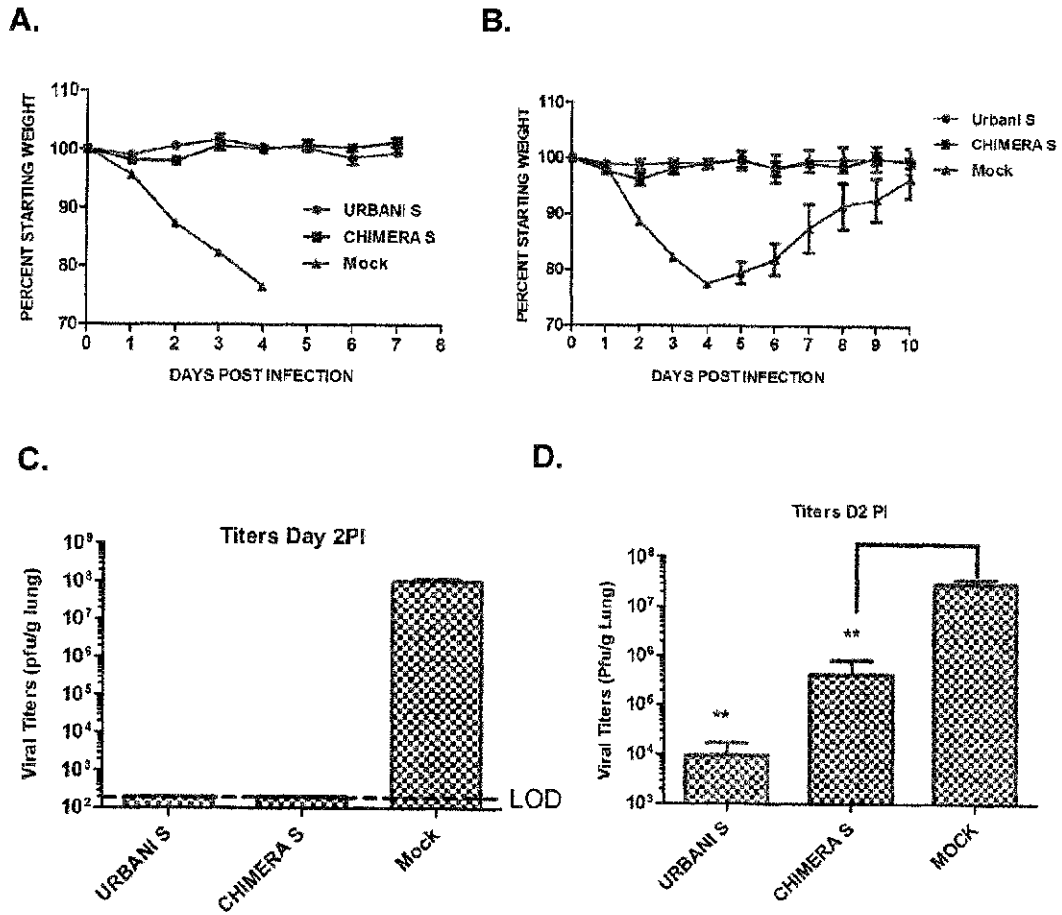 A.
PERCENT STARTING WEIGHT
110
100
90
80
70
0 1 2 3 4 5 6 7 8
DAYS POST INFECTION
URBANI S
CHIMERA S
Mock
B.
PERCENT STARTING WEIGHT
110
100
90
80
70
0 1 2 3 4 5 6 7 8 9 10
DAYS POST INFECTION
Urbani S
CHIMERA S
Mock
C.
Titers Day 2PI
Viral Titers (pfu/g lung)
10⁹
10⁸
10⁷
10⁶
10⁵
10⁴
10³
10²
LOD
URBANI S
CHIMERA S
Mock
D.
Titers D2 PI
Viral Titers (Pfu/g Lung)
10⁸
10⁷
10⁶
10⁵
10⁴
10³
**
**
URBANI S
CHIMERA S
MOCK